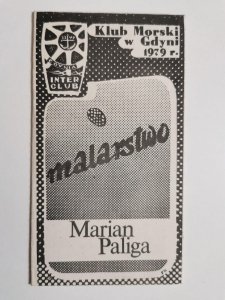 Klub Morski
w Gdyni
1979 r.
INTER
CLUB
malarstwo
Marian
Paliga